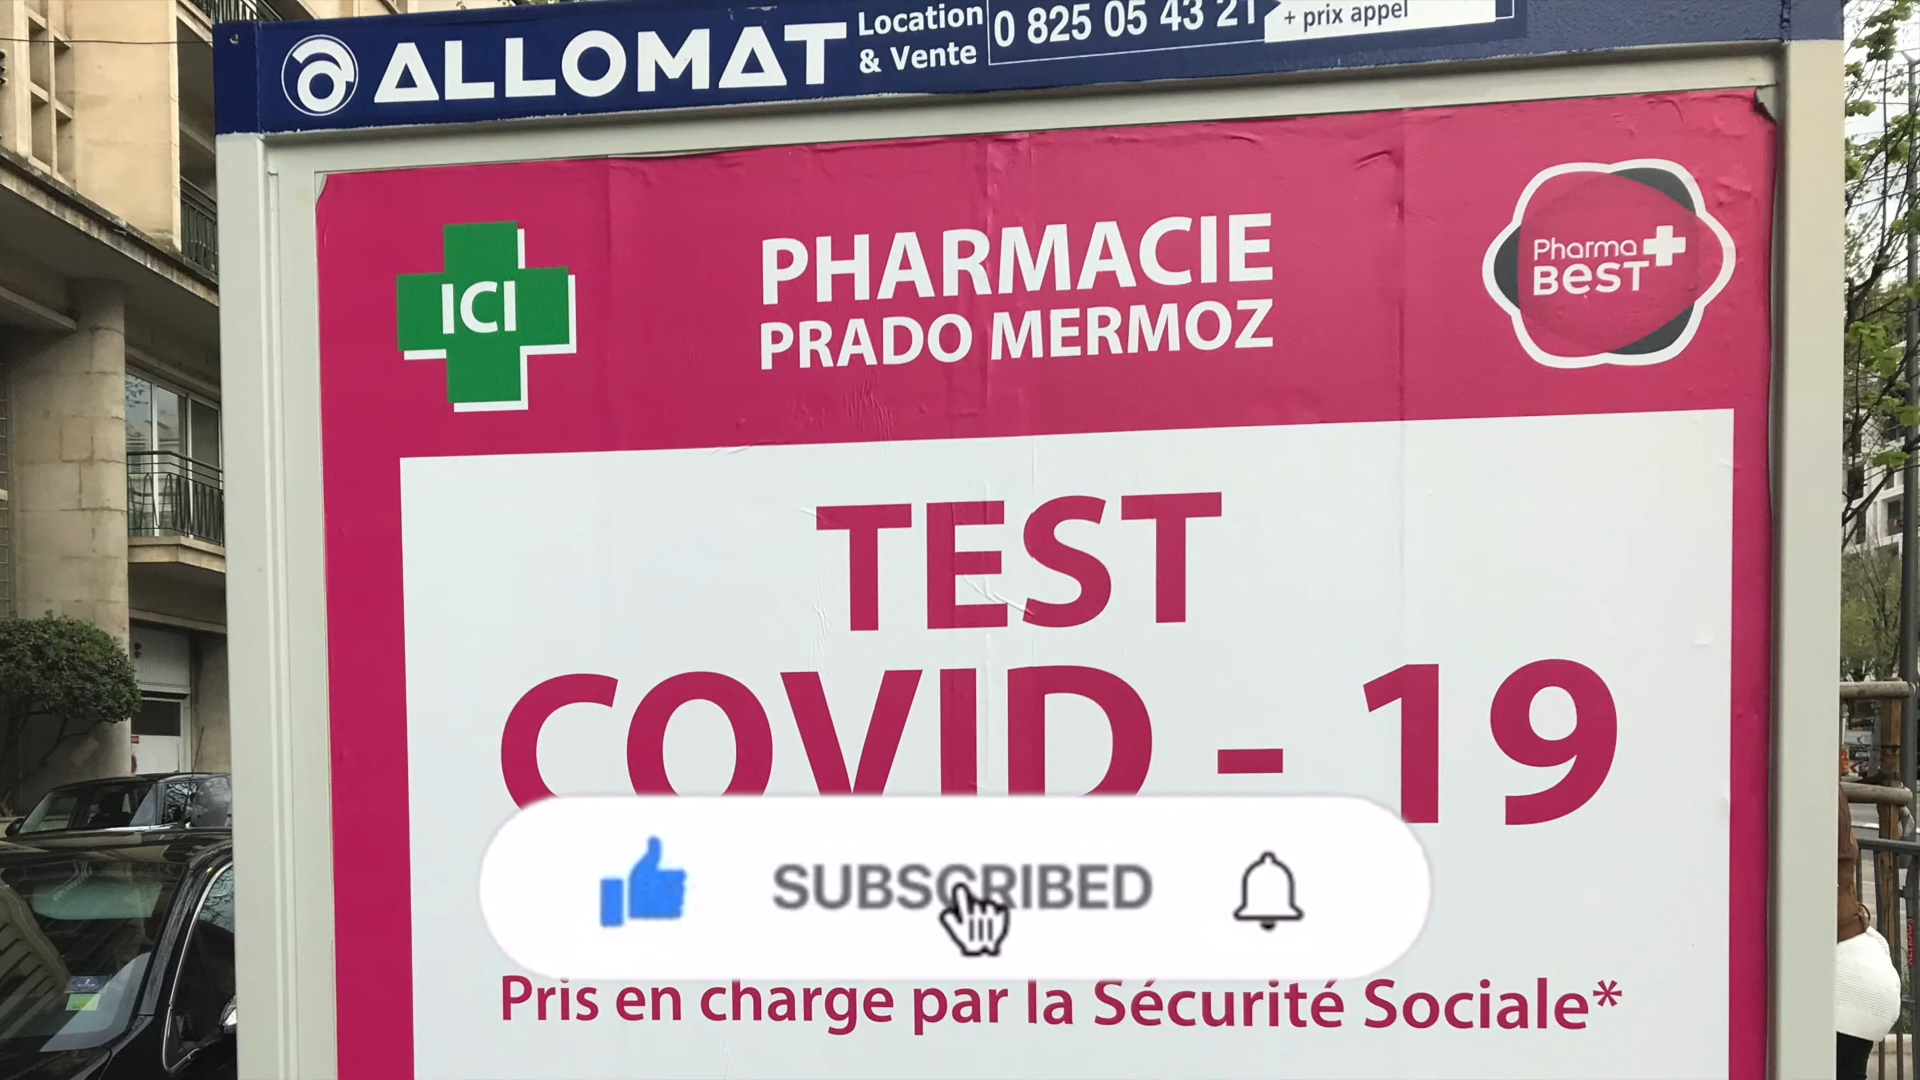 ALLOMAT
Location
& Vente
0 825 05 43 21
+ prix appel
ICI
PHARMACIE
PRADO MERMOZ
Pharma
BeST
TEST
COVID - 19
SUBSCRIBED
Pris en charge par la Sécurité Sociale*